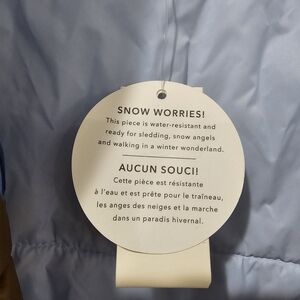 SNOW WORRIES!
This piece is water-resistant and
ready for sledding, snow angels
and walking in a winter wonderland.
AUCUN SOUCI!
Cette pièce est résistante
à l'eau et est prête pour le traîneau,
les anges des neiges et la marche
dans un paradis hivernal.